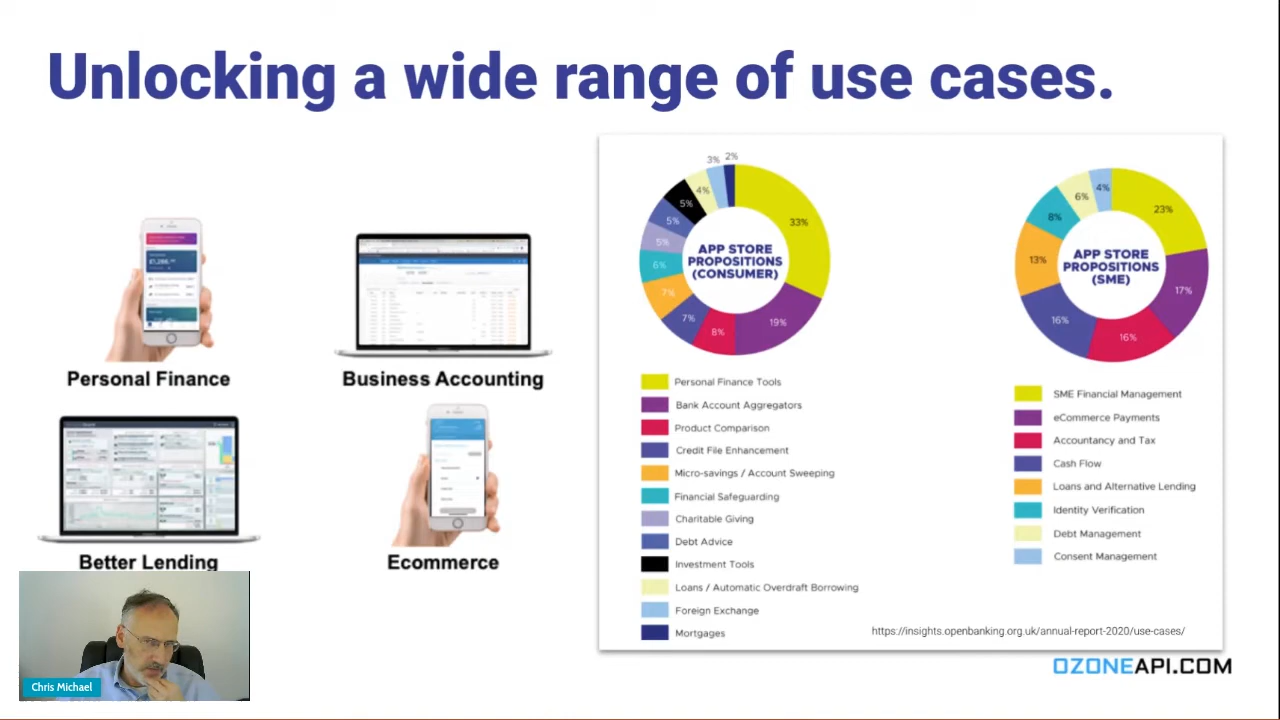 Unlocking a wide range of use cases.
Personal Finance
Business Accounting
Better Lending
Ecommerce
2%
3%
4%
5%
5%
5%
6%
7%
7%
8%
19%
33%
APP STORE
PROPOSITIONS
(CONSUMER)
Personal Finance Tools
Bank Account Aggregators
Product Comparison
Credit File Enhancement
Micro-savings / Account Sweeping
Financial Safeguarding
Charitable Giving
Debt Advice
Investment Tools
Loans / Automatic Overdraft Borrowing
Foreign Exchange
Mortgages
4%
6%
8%
13%
16%
16%
17%
23%
APP STORE
PROPOSITIONS
(SME)
SME Financial Management
eCommerce Payments
Accountancy and Tax
Cash Flow
Loans and Alternative Lending
Identity Verification
Debt Management
Consent Management
https://insights.openbanking.org.uk/annual-report-2020/use-cases/
OZONEAPI.COM
Chris Michael